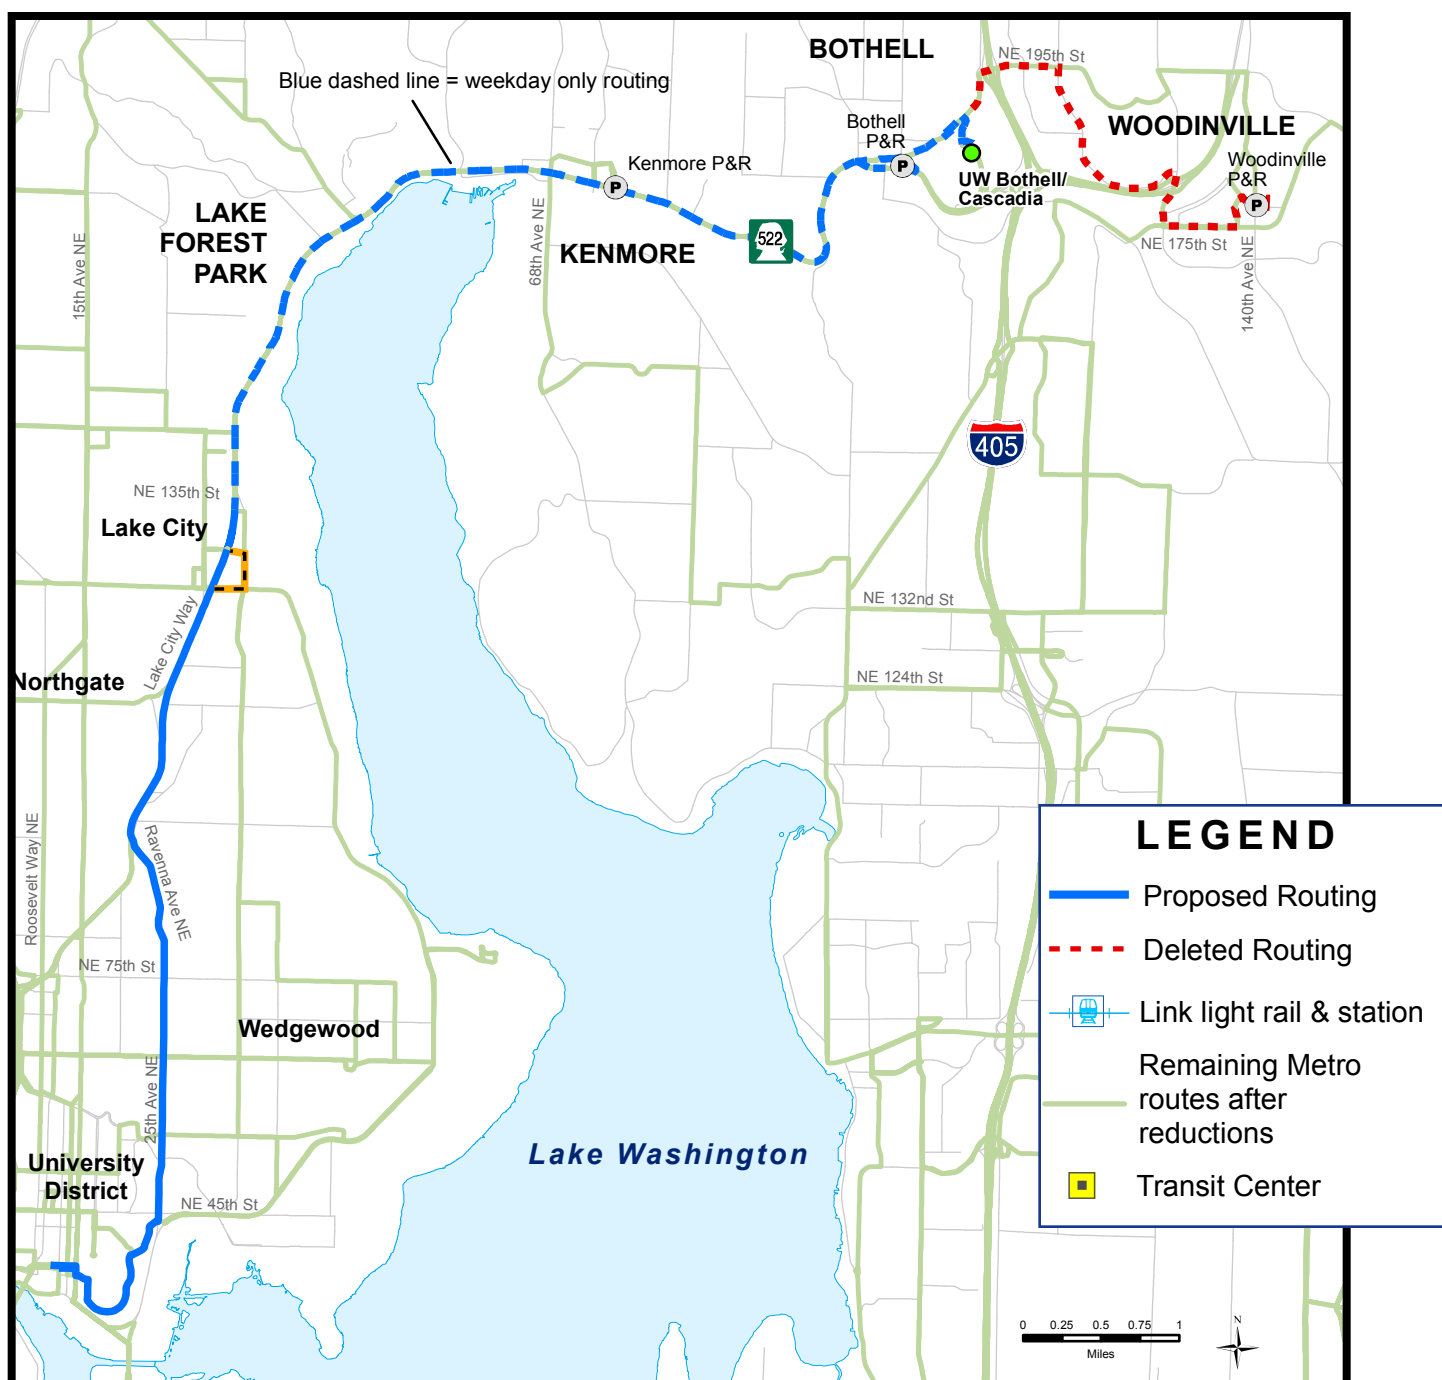 BOTHELL
NE 195th St
Blue dashed line = weekday only routing
Bothell
P&R
WOODINVILLE
Woodinville
P&R
P
Kenmore P&R
P
P
UW Bothell/
Cascadia
LAKE
FOREST
PARK
15th Ave NE
68th Ave NE
KENMORE
522
NE 175th St
140th Ave NE
405
NE 135th St
Lake City
Lake City Way
NE 132nd St
Northgate
NE 124th St
Roosevelt Way NE
Ravenna Ave NE
NE 75th St
Wedgewood
25th Ave NE
University
District
NE 45th St
Lake Washington
LEGEND
Proposed Routing
Deleted Routing
Link light rail & station
Remaining Metro
routes after
reductions
Transit Center
0 0.25 0.5 0.75 1
Miles
N